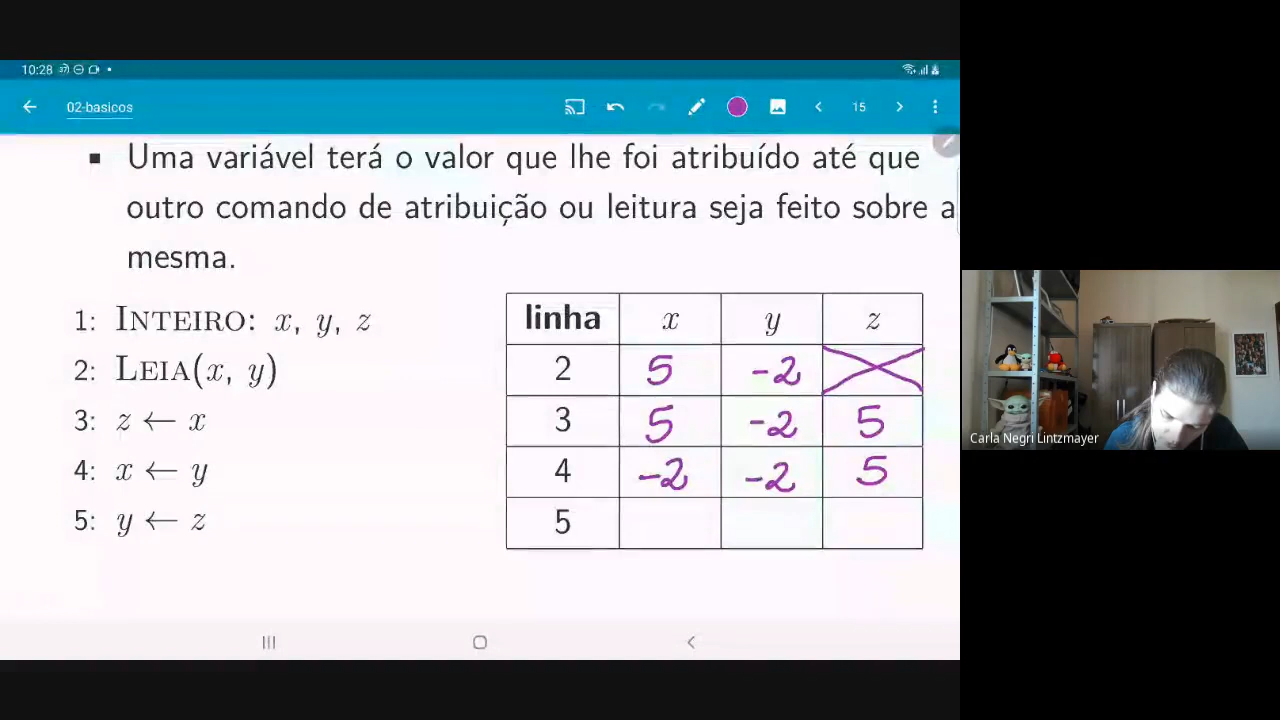 10:28
02-basicos
15
Uma variável terá o valor que lhe foi atribuído até que
outro comando de atribuição ou leitura seja feito sobre a
mesma.
1: INTEIRO: x, y, z
2: LEIA(x, y)
3: z ← x
4: x ← y
5: y ← z
linha x y z
2 5 -2
3 5 -2 5
4 -2 -2 5
5
Carla Negri Lintzmayer